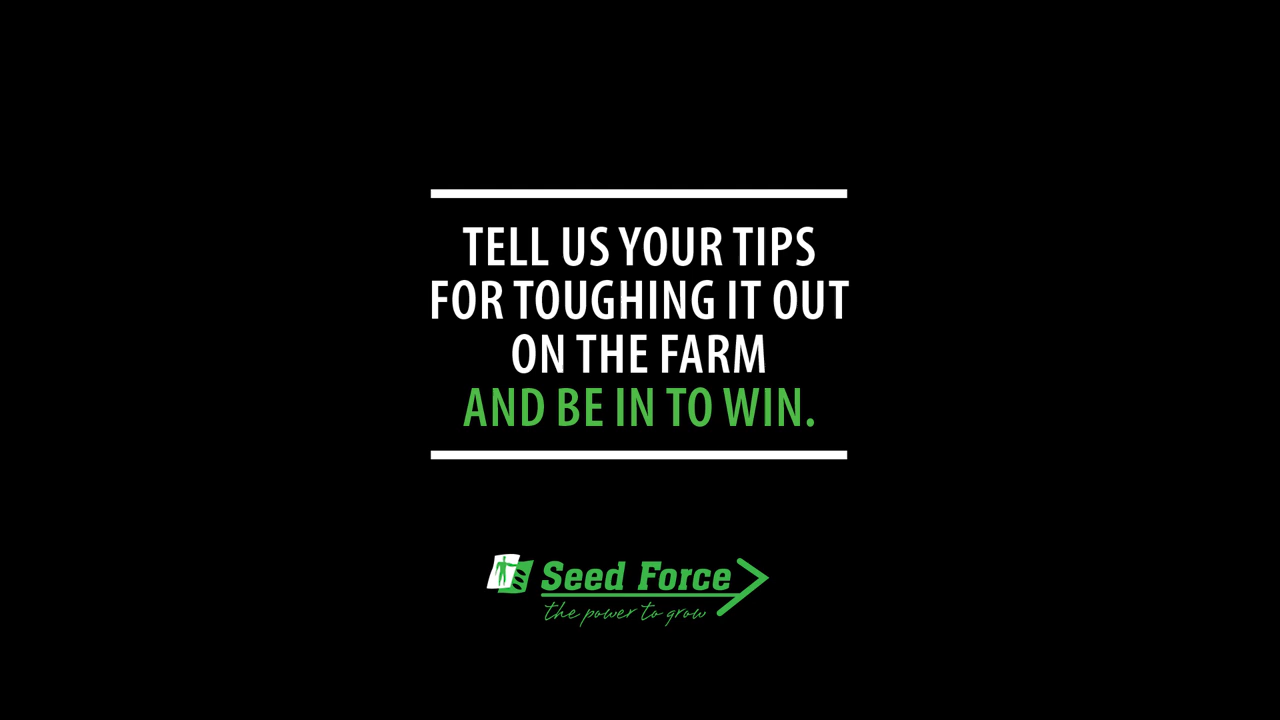 TELL US YOUR TIPS
FOR TOUGHING IT OUT
ON THE FARM
AND BE IN TO WIN.
Seed Force
the power to grow